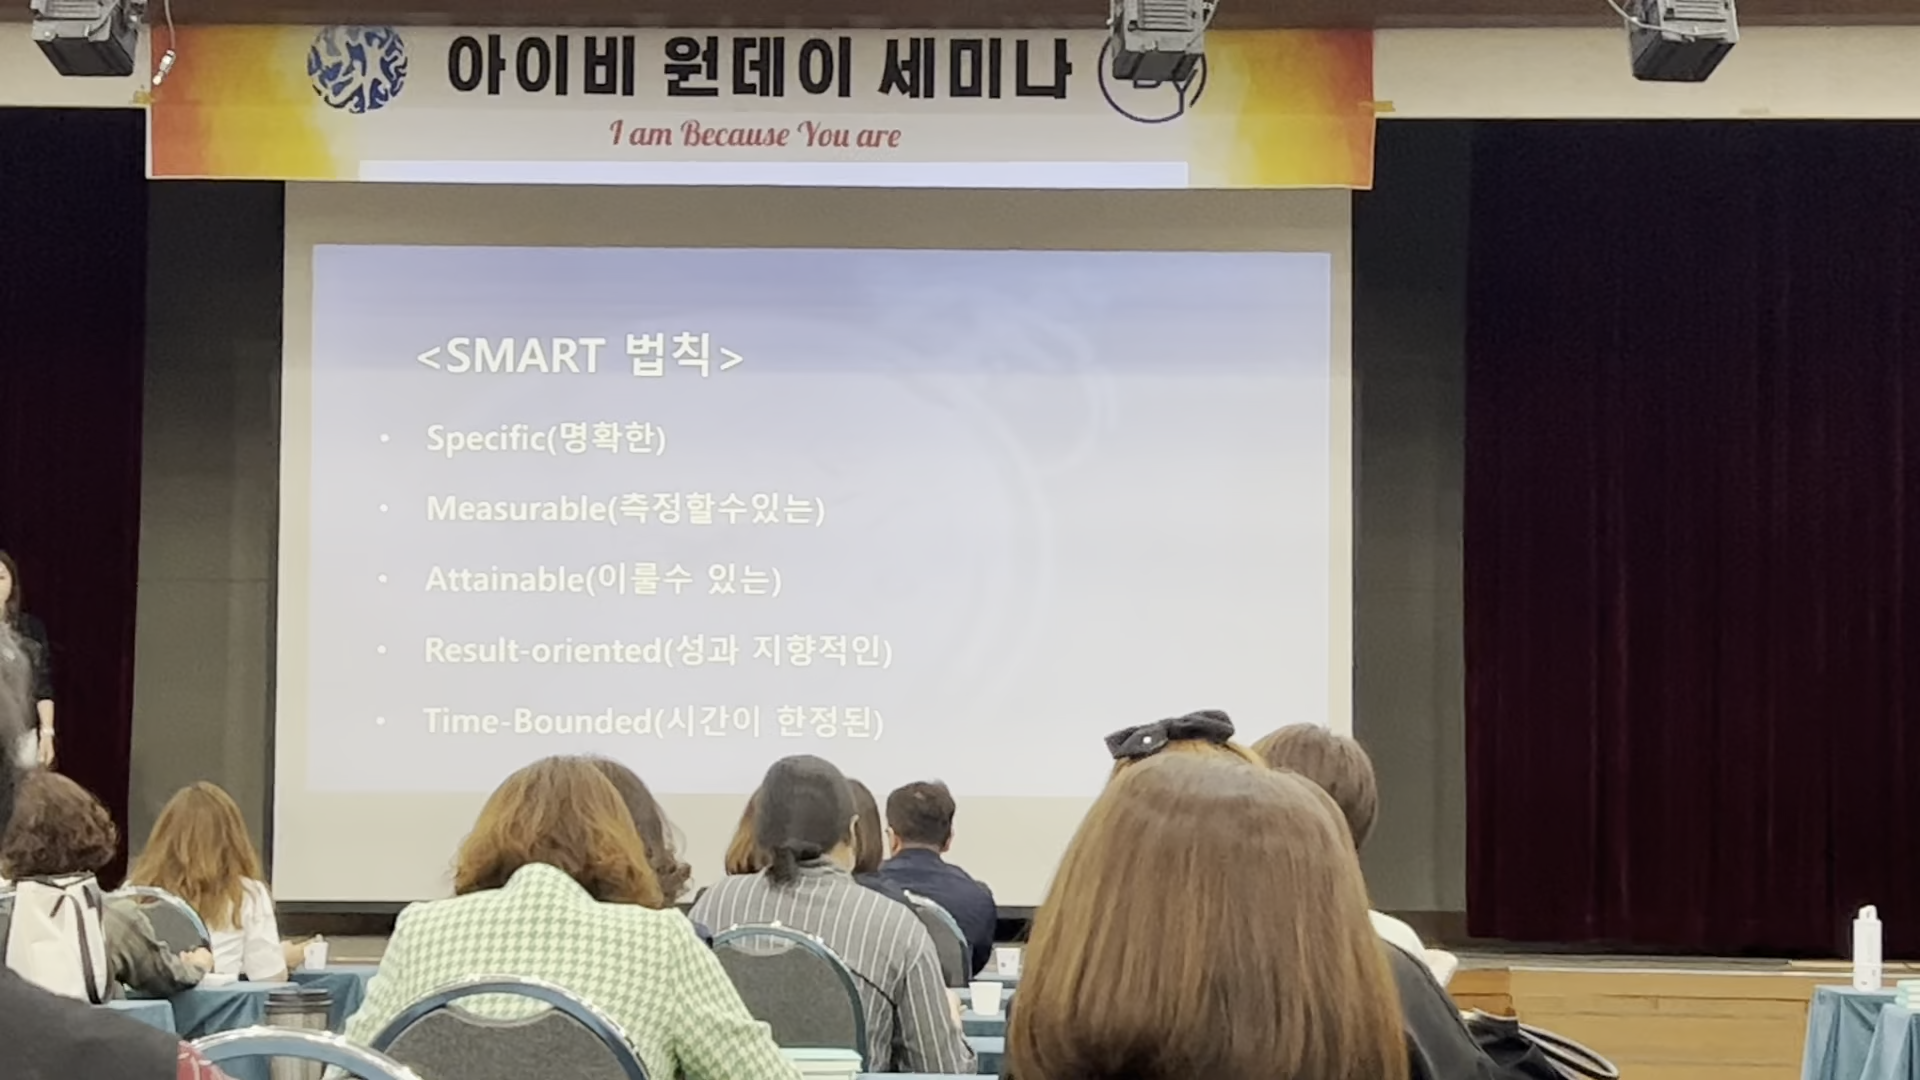 아이비 원데이 세미나
I am Because You are
<SMART 법칙>
• Specific(명확한)
• Measurable(측정할수있는)
• Attainable(이룰수 있는)
• Result-oriented(성과 지향적인)
• Time-Bounded(시간이 한정된)